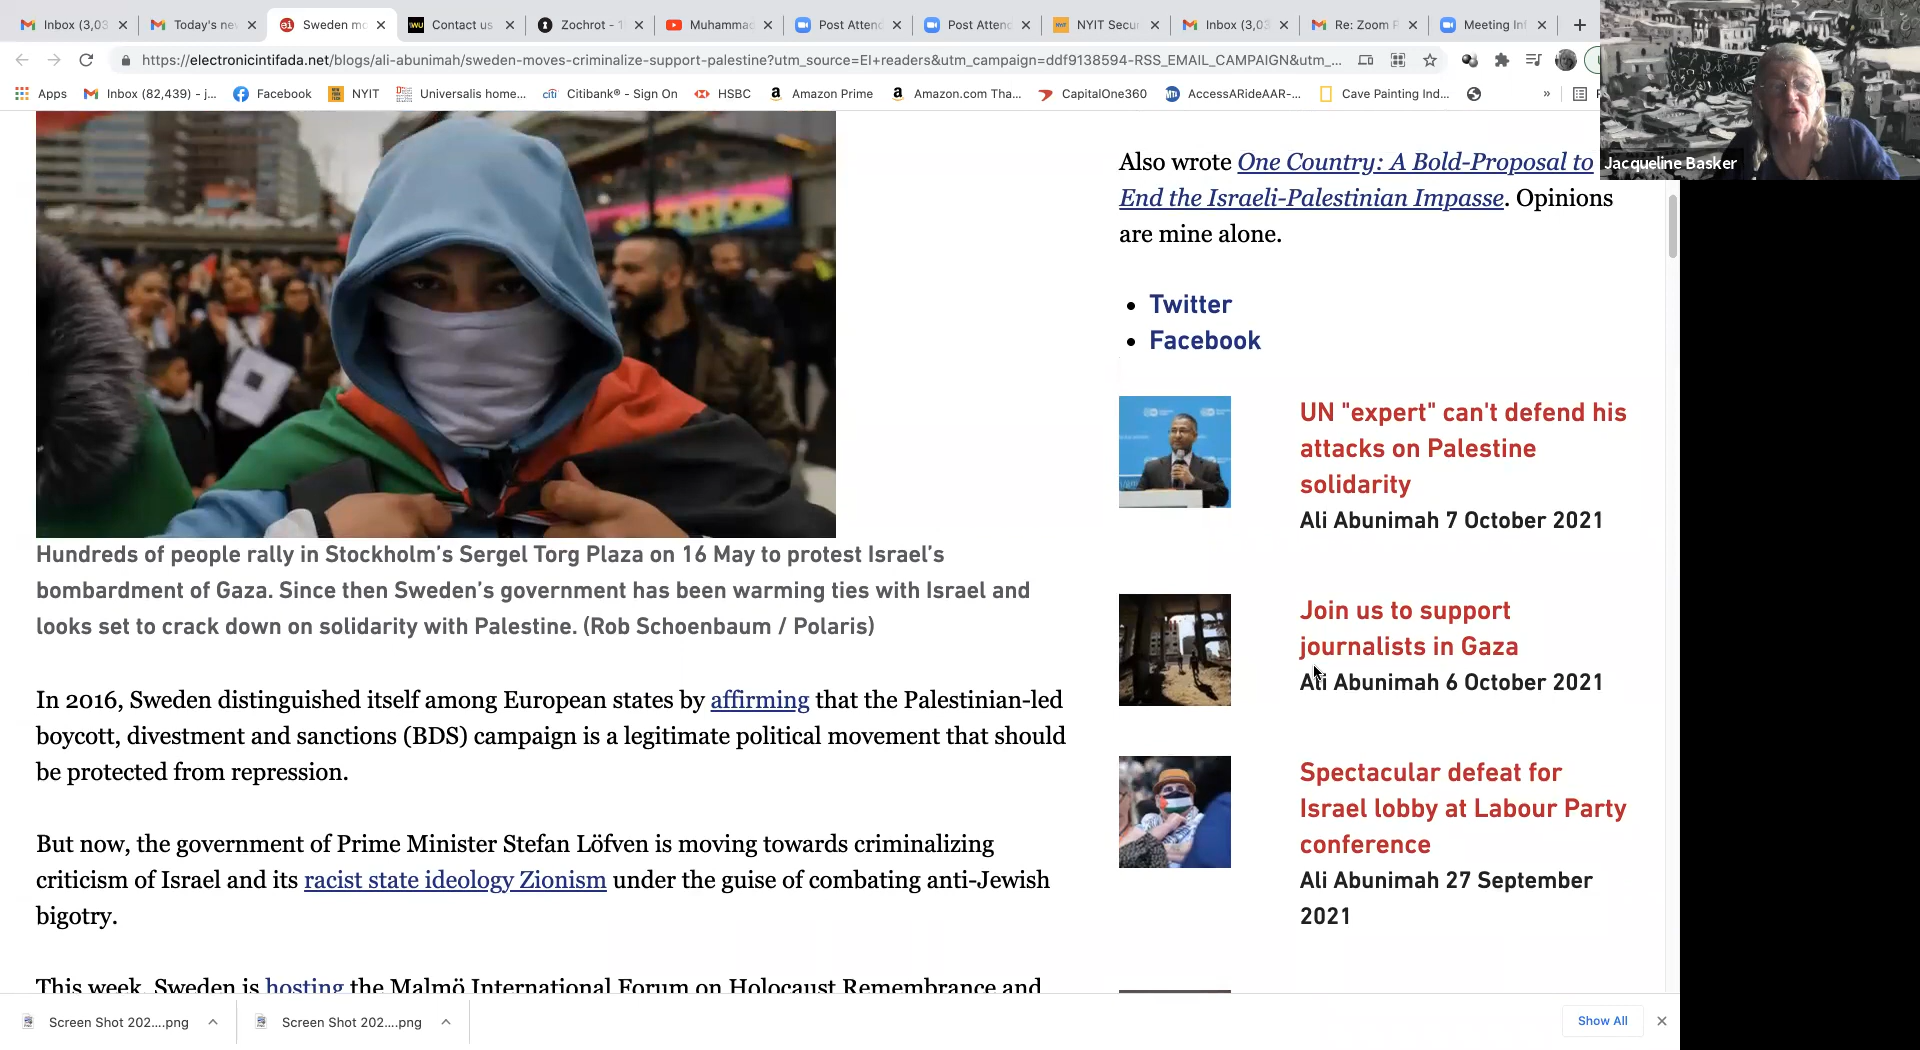 Inbox (3,03
Today's ne
Sweden mo
Contact us
Zochrot - 1
Muhammad
Post Attend
Post Attend
NYIT Secur
Inbox (3,03
Re: Zoom F
Meeting Inf
https://electronicintifada.net/blogs/ali-abunimah/sweden-moves-criminalize-support-palestine?utm_source=EI+readers&utm_campaign=ddf9138594-RSS_EMAIL_CAMPAIGN&utm_...
Apps
Inbox (82,439) - j...
Facebook
NYIT
Universalis home...
citi Citibank® - Sign On
HSBC
Amazon Prime
Amazon.com Tha...
CapitalOne360
AccessARideAAR-...
Cave Painting Ind...
»
Jacqueline Basker
Hundreds of people rally in Stockholm's Sergel Torg Plaza on 16 May to protest Israel's
bombardment of Gaza. Since then Sweden's government has been warming ties with Israel and
looks set to crack down on solidarity with Palestine. (Rob Schoenbaum / Polaris)
In 2016, Sweden distinguished itself among European states by affirming that the Palestinian-led
boycott, divestment and sanctions (BDS) campaign is a legitimate political movement that should
be protected from repression.
But now, the government of Prime Minister Stefan Löfven is moving towards criminalizing
criticism of Israel and its racist state ideology Zionism under the guise of combating anti-Jewish
bigotry.
This week, Sweden is hosting the Malmö International Forum on Holocaust Remembrance and
Also wrote One Country: A Bold-Proposal to
End the Israeli-Palestinian Impasse. Opinions
are mine alone.
• Twitter
• Facebook
UN "expert" can't defend his
attacks on Palestine
solidarity
Ali Abunimah 7 October 2021
Join us to support
journalists in Gaza
Ali Abunimah 6 October 2021
Spectacular defeat for
Israel lobby at Labour Party
conference
Ali Abunimah 27 September
2021
Screen Shot 202....png
Screen Shot 202....png
Show All